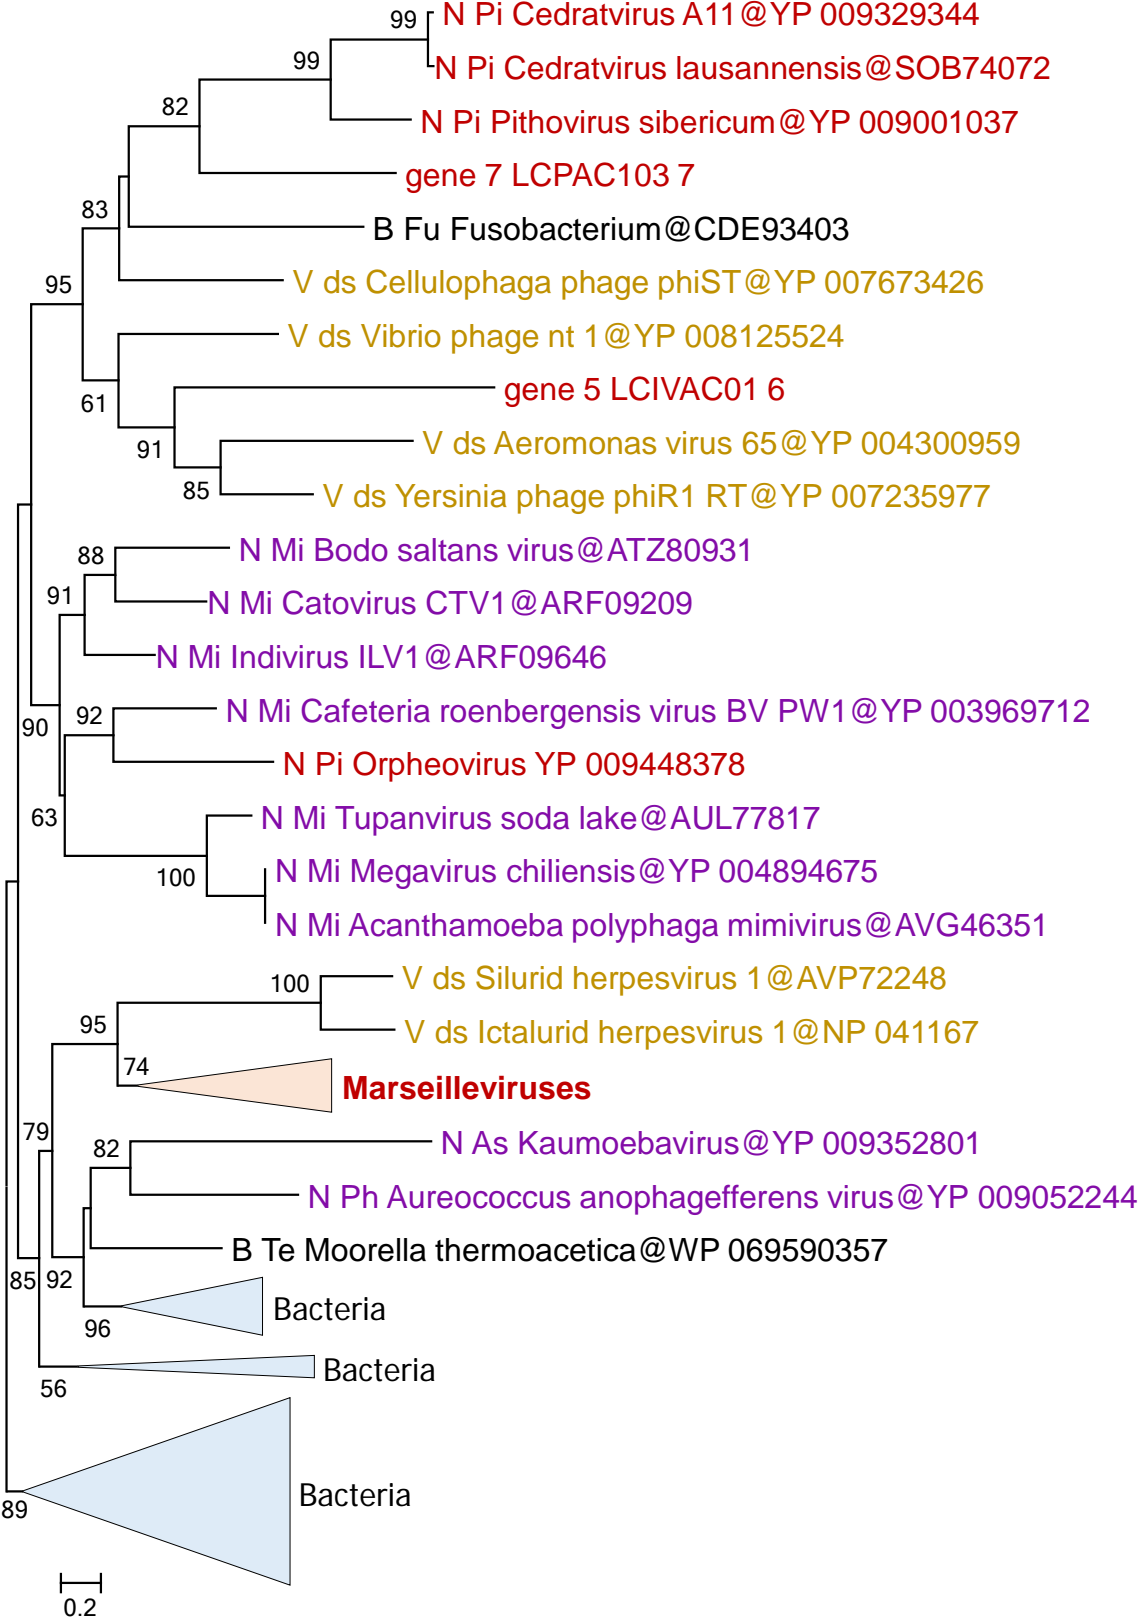 99
N Pi Cedratvirus A11@YP 009329344
99
N Pi Cedratvirus lausannensis@SOB74072
82
N Pi Pithovirus sibericum@YP 009001037
gene 7 LCPAC103 7
83
B Fu Fusobacterium@CDE93403
95
V ds Cellulophaga phage phiST@YP 007673426
V ds Vibrio phage nt 1@YP 008125524
61
gene 5 LCIVAC01 6
91
V ds Aeromonas virus 65@YP 004300959
85
V ds Yersinia phage phiR1 RT@YP 007235977
88
N Mi Bodo saltans virus@ATZ80931
91
N Mi Catovirus CTV1@ARF09209
N Mi Indivirus ILV1@ARF09646
90
92
N Mi Cafeteria roenbergensis virus BV PW1@YP 003969712
N Pi Orpheovirus YP 009448378
63
N Mi Tupanvirus soda lake@AUL77817
100
N Mi Megavirus chiliensis@YP 004894675
N Mi Acanthamoeba polyphaga mimivirus@AVG46351
100
V ds Silurid herpesvirus 1@AVP72248
95
V ds Ictalurid herpesvirus 1@NP 041167
74
Marseilleviruses
79
82
N As Kaumoebavirus@YP 009352801
N Ph Aureococcus anophagefferens virus@YP 009052244
B Te Moorella thermoacetica@WP 069590357
85
92
Bacteria
96
Bacteria
56
Bacteria
89
0.2